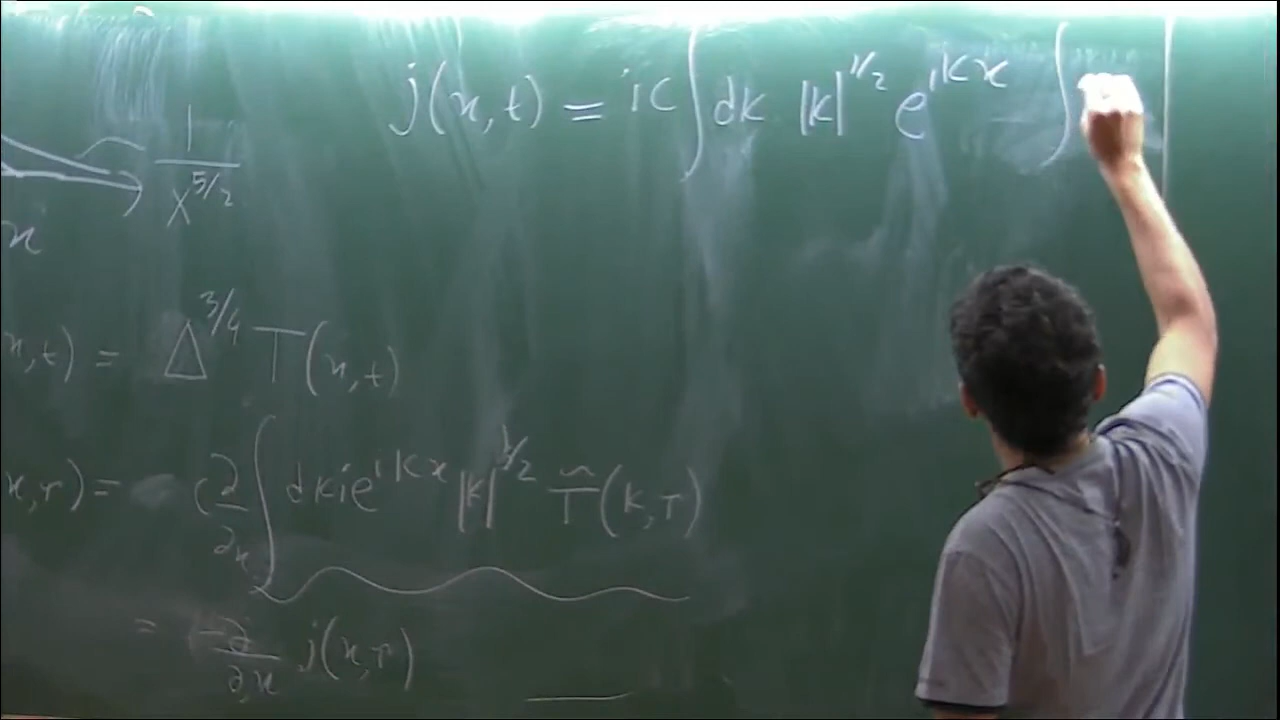 j(x,t) = ic ∫ dk |k|^{1/2} e^{ikx} ∫
1/x^{5/2}
x
x,t) = Δ^{3/4} T(x,t)
x,τ) = c ∂/∂x ∫ dk i e^{ikx} |k|^{1/2} T̃(k,τ)
= -∂/∂x j(x,τ)